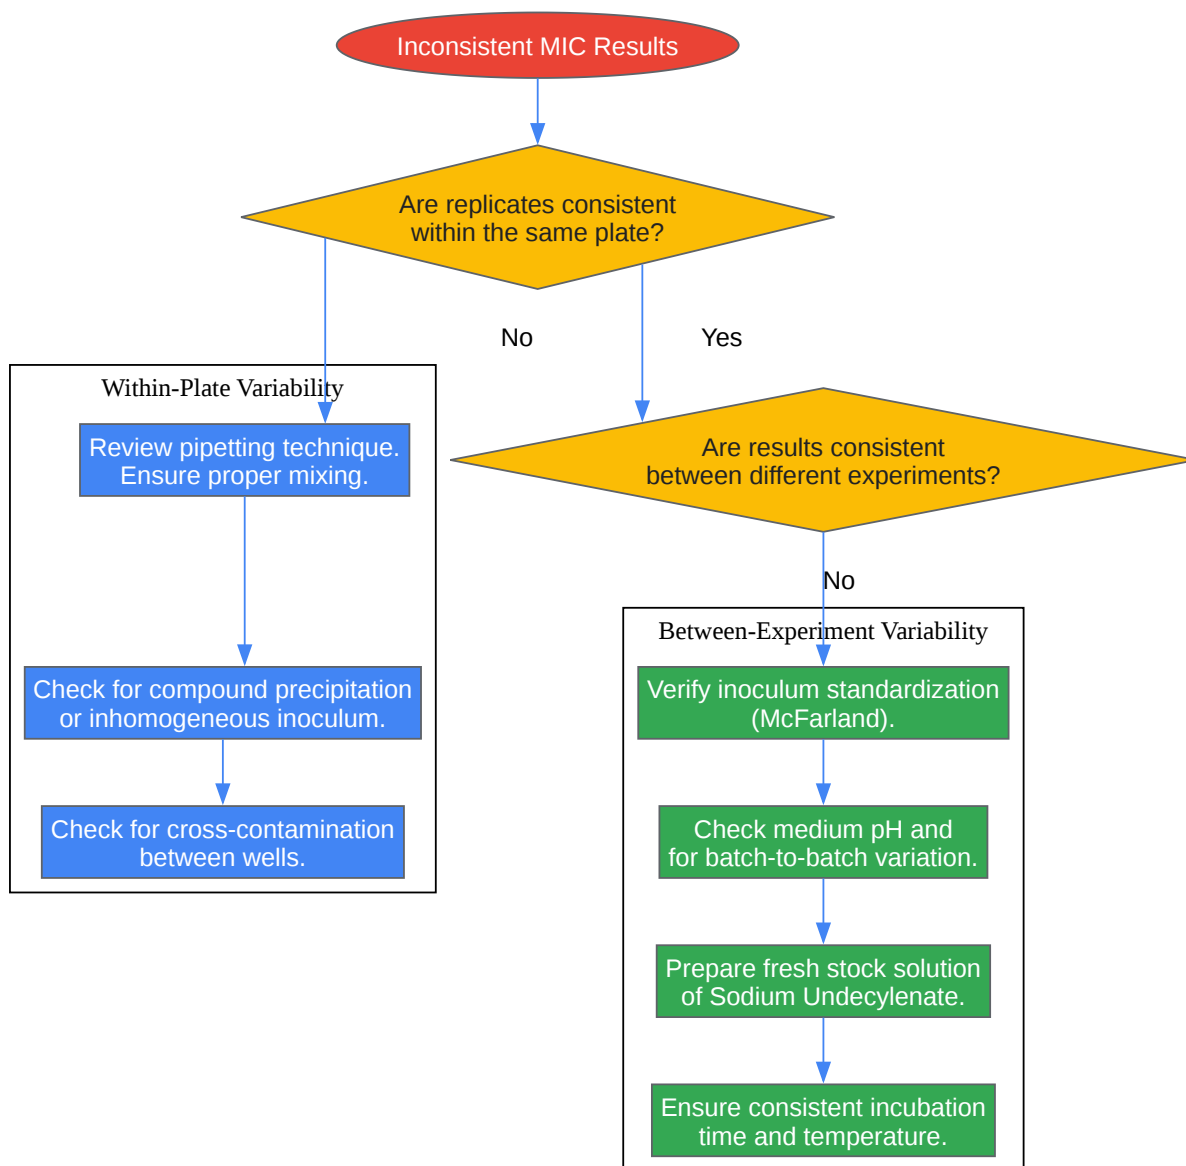 Inconsistent MIC Results
Are replicates consistent
within the same plate?
No
Yes
Within-Plate Variability
Review pipetting technique.
Ensure proper mixing.
Check for compound precipitation
or inhomogeneous inoculum.
Check for cross-contamination
between wells.
Are results consistent
between different experiments?
No
Between-Experiment Variability
Verify inoculum standardization
(McFarland).
Check medium pH and
for batch-to-batch variation.
Prepare fresh stock solution
of Sodium Undecylenate.
Ensure consistent incubation
time and temperature.